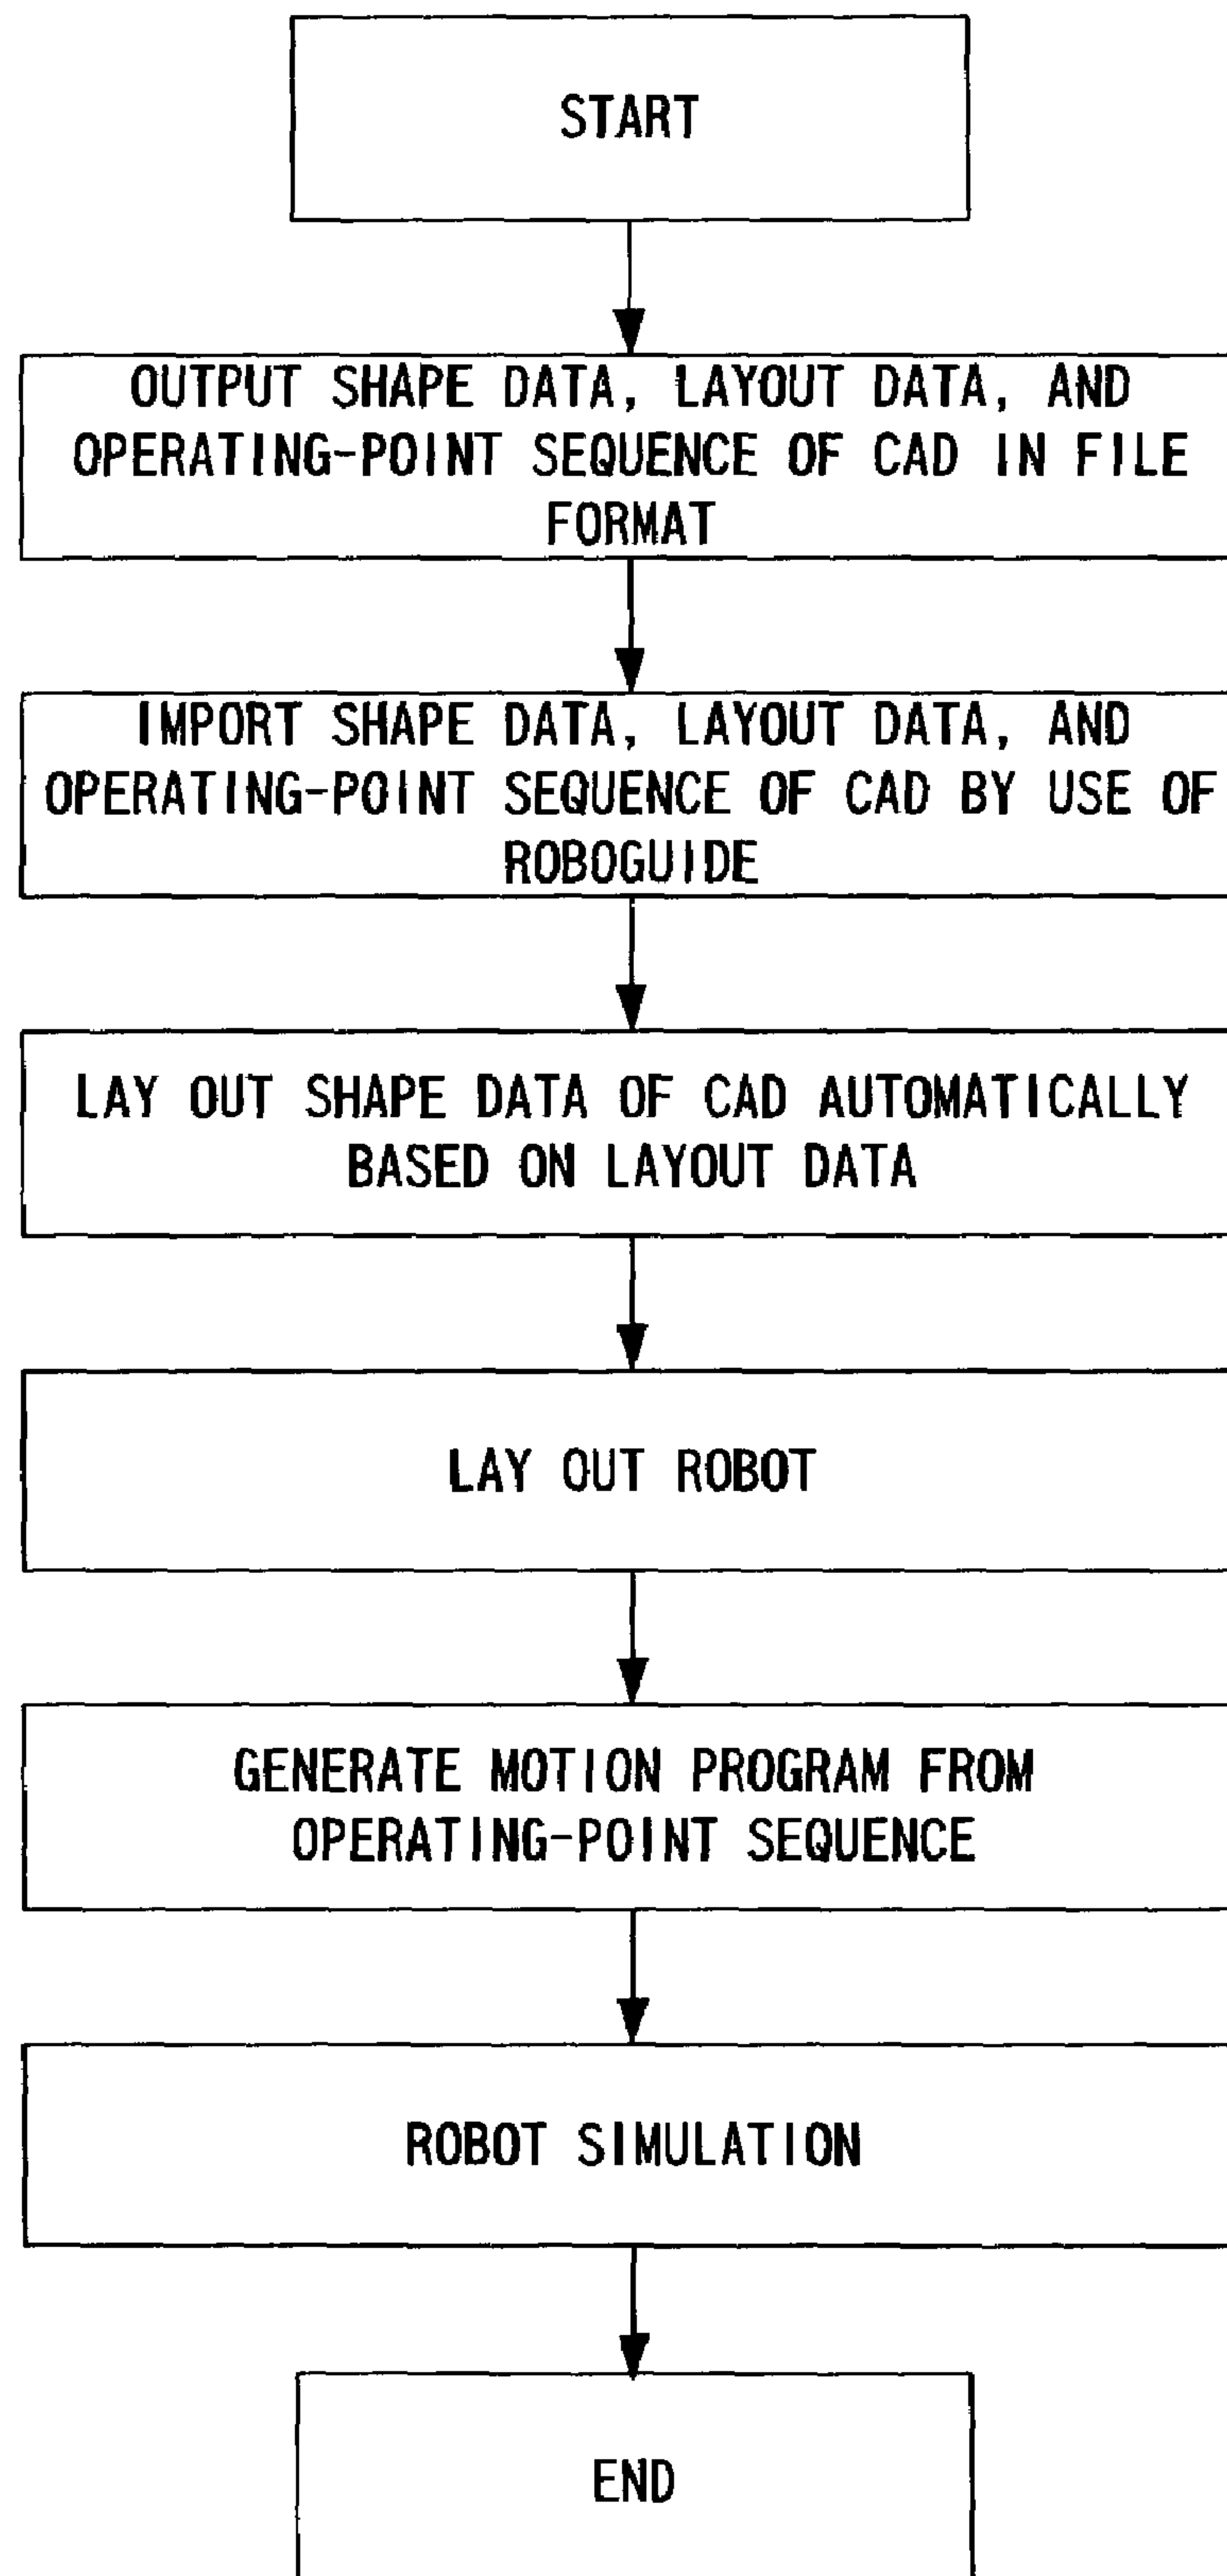 START
OUTPUT SHAPE DATA, LAYOUT DATA, AND
OPERATING-POINT SEQUENCE OF CAD IN FILE
FORMAT
IMPORT SHAPE DATA, LAYOUT DATA, AND
OPERATING-POINT SEQUENCE OF CAD BY USE OF
ROBOGUIDE
LAY OUT SHAPE DATA OF CAD AUTOMATICALLY
BASED ON LAYOUT DATA
LAY OUT ROBOT
GENERATE MOTION PROGRAM FROM
OPERATING-POINT SEQUENCE
ROBOT SIMULATION
END